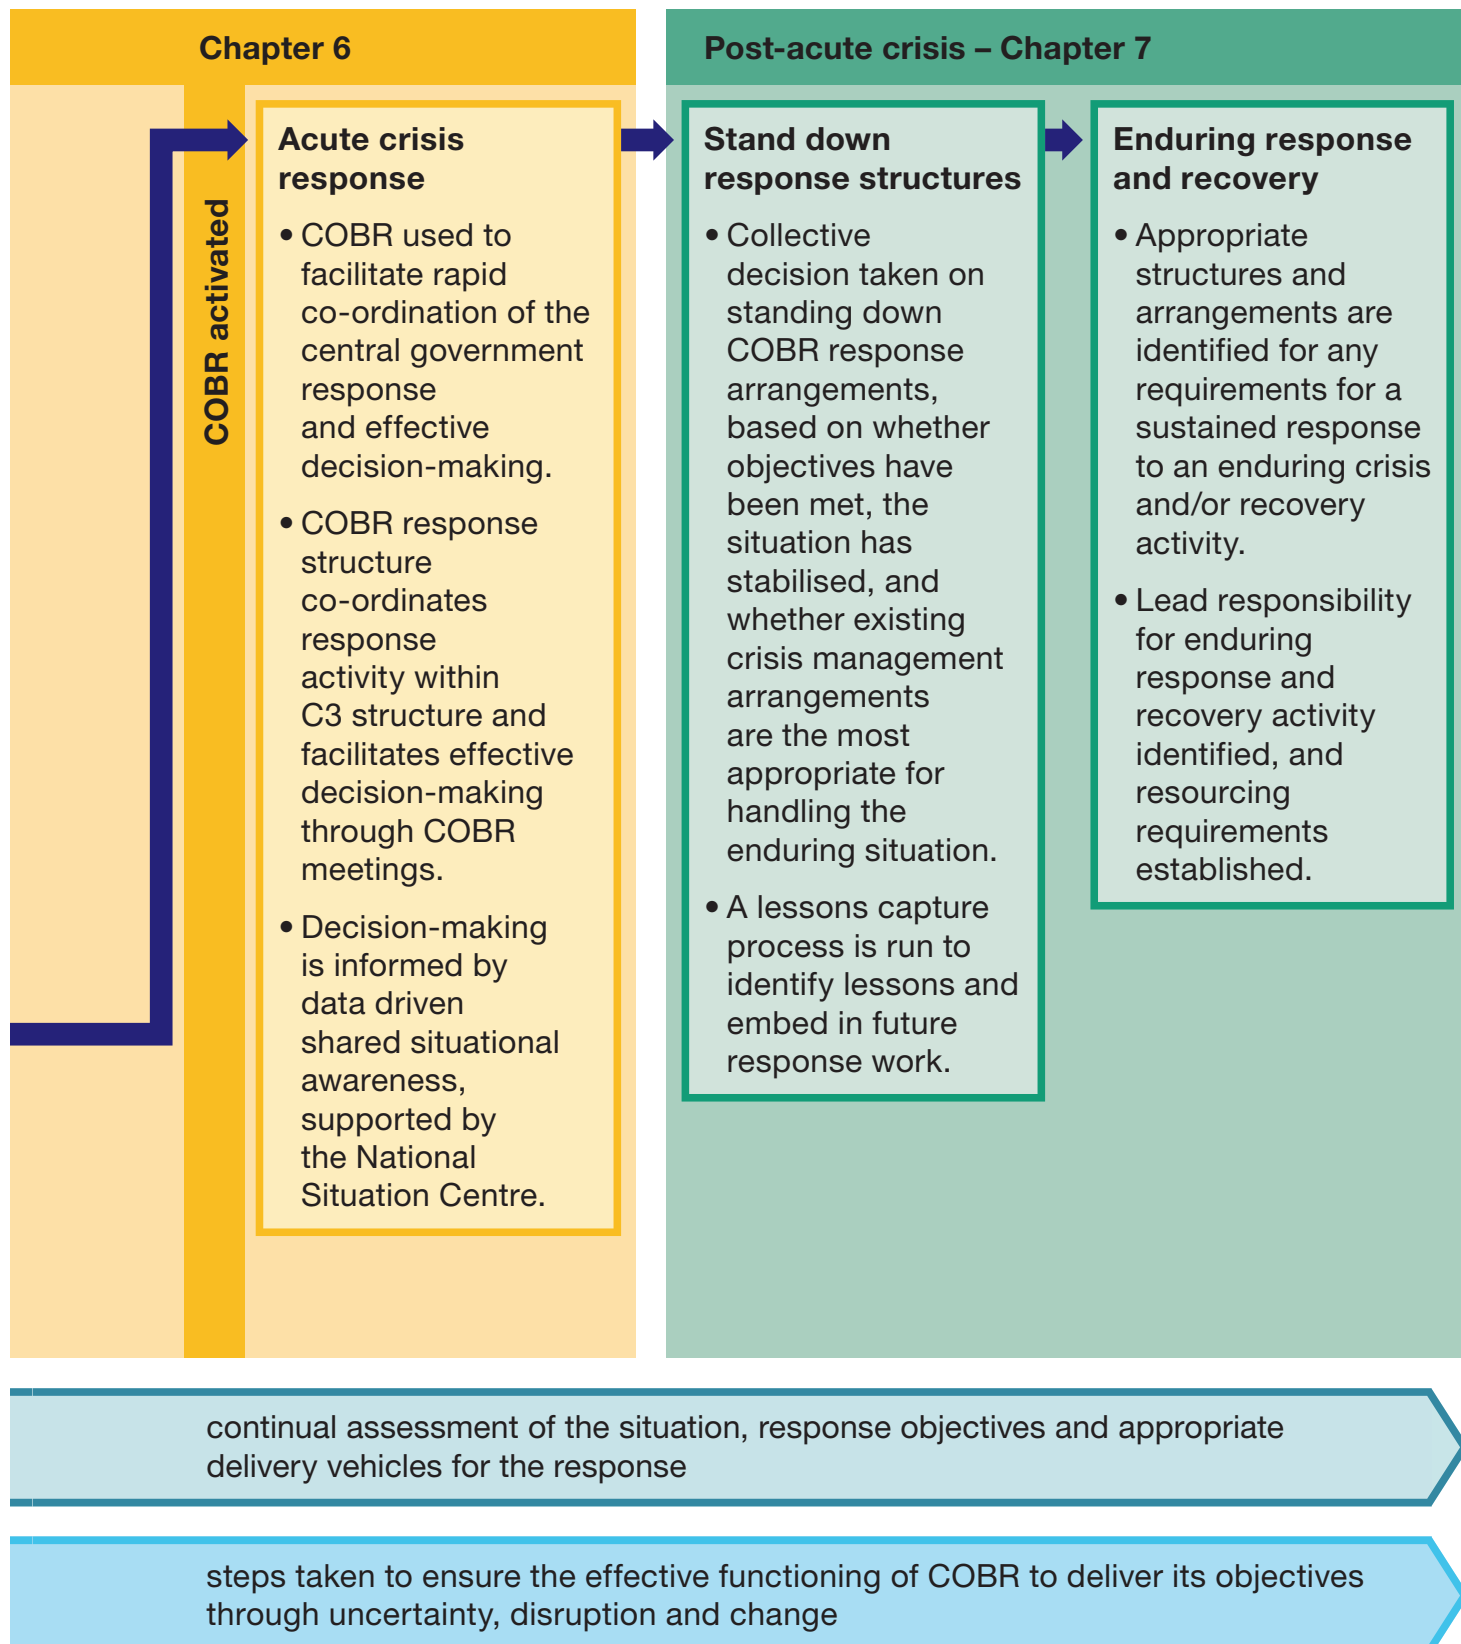 Chapter 6
COBR activated
Acute crisis
response
• COBR used to
facilitate rapid
co-ordination of the
central government
response
and effective
decision-making.
• COBR response
structure
co-ordinates
response
activity within
C3 structure and
facilitates effective
decision-making
through COBR
meetings.
• Decision-making
is informed by
data driven
shared situational
awareness,
supported by
the National
Situation Centre.
Post-acute crisis – Chapter 7
Stand down
response structures
• Collective
decision taken on
standing down
COBR response
arrangements,
based on whether
objectives have
been met, the
situation has
stabilised, and
whether existing
crisis management
arrangements
are the most
appropriate for
handling the
enduring situation.
• A lessons capture
process is run to
identify lessons and
embed in future
response work.
Enduring response
and recovery
• Appropriate
structures and
arrangements are
identified for any
requirements for a
sustained response
to an enduring crisis
and/or recovery
activity.
• Lead responsibility
for enduring
response and
recovery activity
identified, and
resourcing
requirements
established.
continual assessment of the situation, response objectives and appropriate
delivery vehicles for the response
steps taken to ensure the effective functioning of COBR to deliver its objectives
through uncertainty, disruption and change